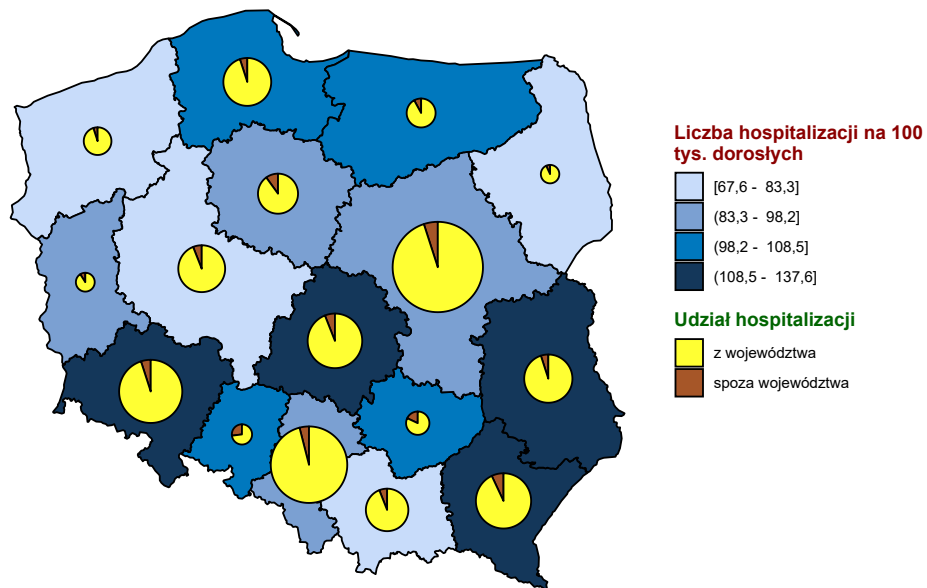 Liczba hospitalizacji na 100
tys. dorosłych
[67,6 - 83,3]
(83,3 - 98,2]
(98,2 - 108,5]
(108,5 - 137,6]
Udział hospitalizacji
z województwa
spoza województwa